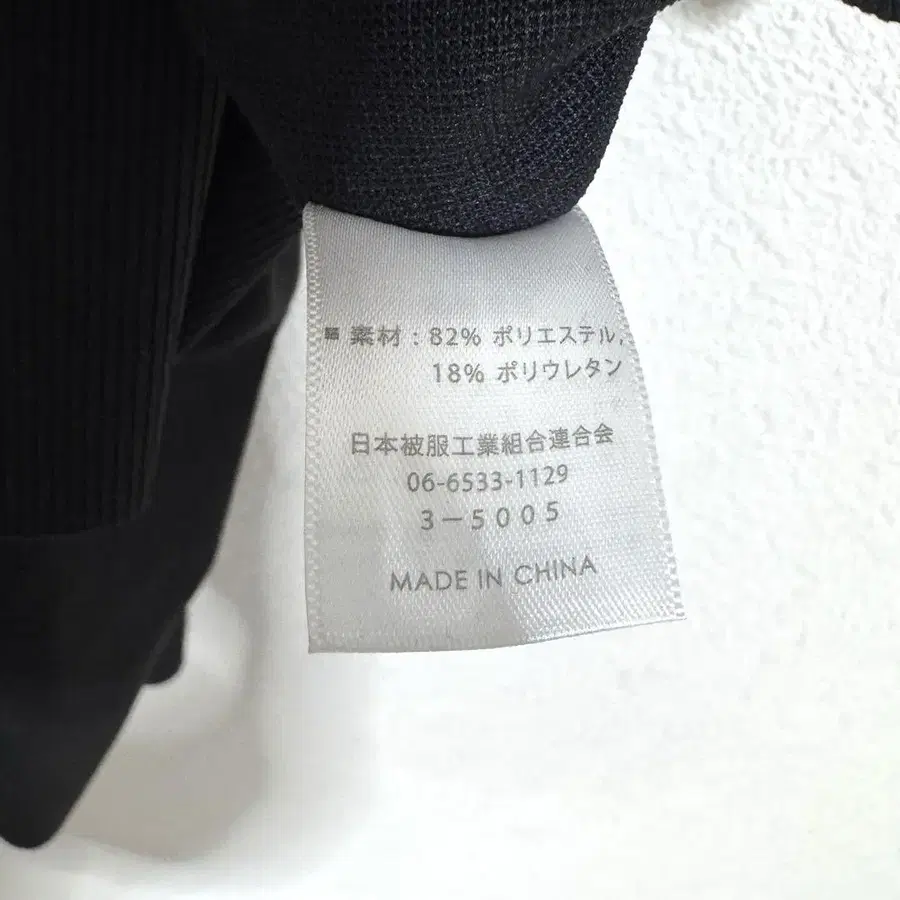 ■ 素材 : 82% ポリエステル,
18% ポリウレタン
日本被服工業組合連合会
06-6533-1129
3－5005
MADE IN CHINA